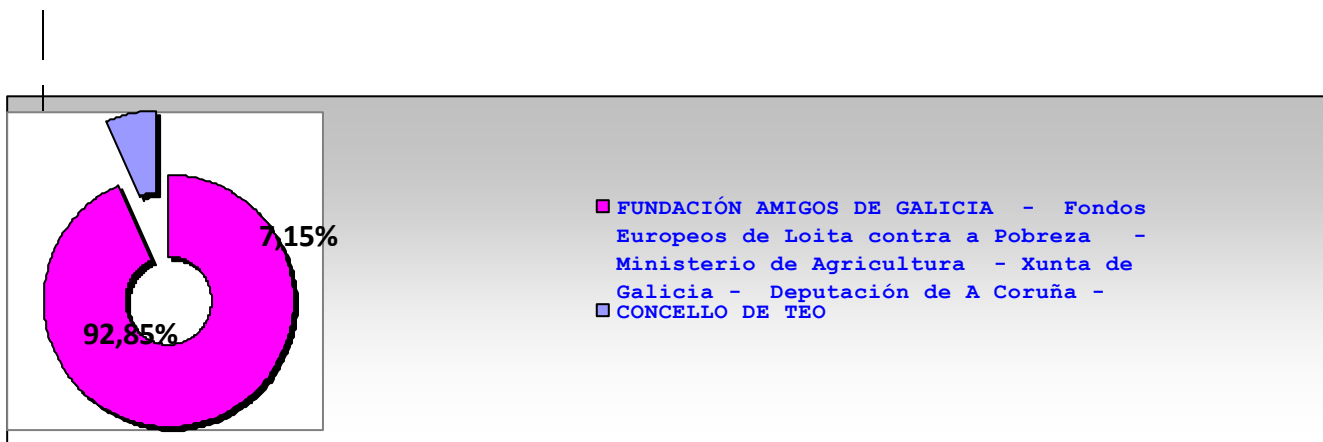 7,15%
92,85%
FUNDACIÓN AMIGOS DE GALICIA - Fondos
Europeos de Loita contra a Pobreza -
Ministerio de Agricultura - Xunta de
Galicia - Deputación de A Coruña -
CONCELLO DE TEO